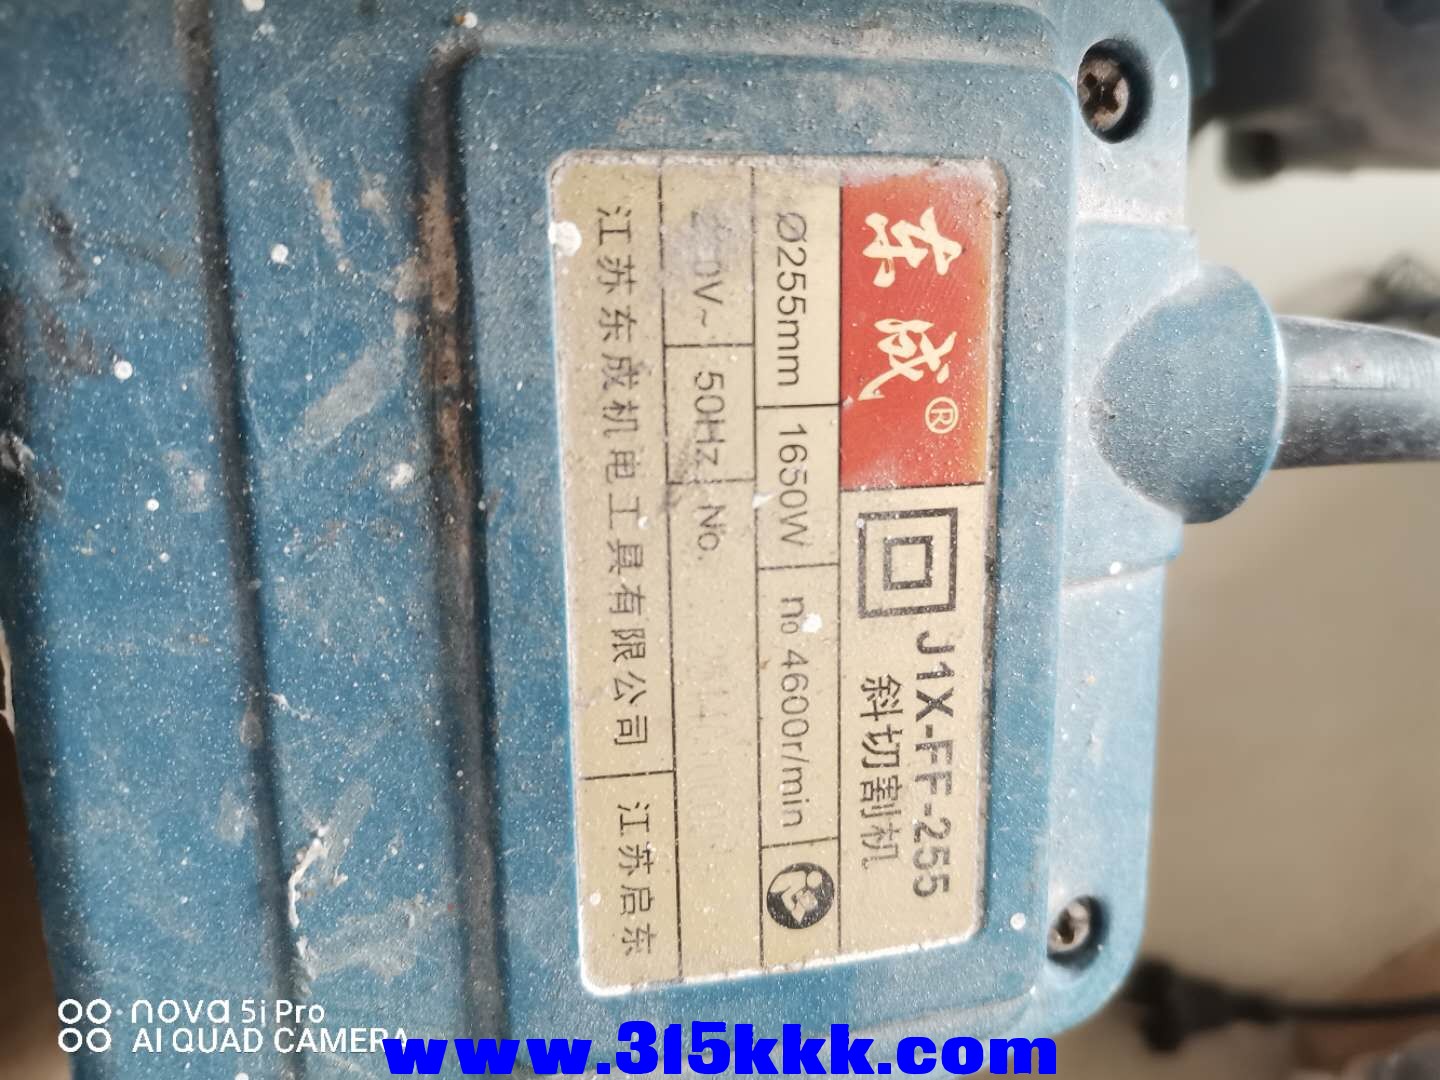 东成®
J1X-FF-255
斜切割机
Ø255mm 1650W n₀ 4600r/min
0V~ 50Hz No.
江苏东成机电工具有限公司 江苏启东
nova 5i Pro
AI QUAD CAMERA
www.315kkk.com